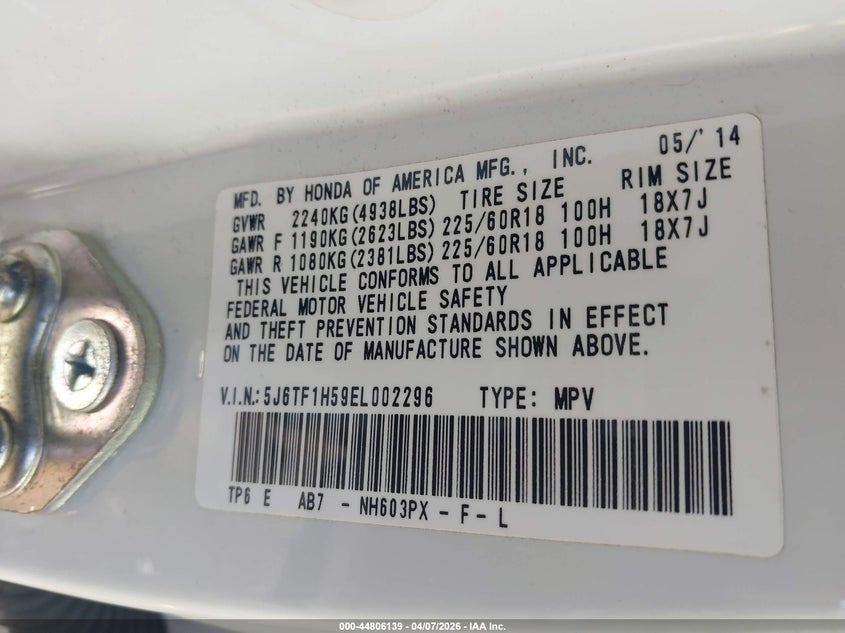 05/'14
MFD. BY HONDA OF AMERICA MFG., INC.
GVWR 2240KG(4938LBS) TIRE SIZE RIM SIZE
GAWR F 1190KG(2623LBS) 225/60R18 100H 18X7J
GAWR R 1080KG(2381LBS) 225/60R18 100H 18X7J
THIS VEHICLE CONFORMS TO ALL APPLICABLE
FEDERAL MOTOR VEHICLE SAFETY
AND THEFT PREVENTION STANDARDS IN EFFECT
ON THE DATE OF MANUFACTURE SHOWN ABOVE.
V.I.N.: 5J6TF1H59EL002296 TYPE: MPV
TP6 E AB7 - NH603PX - F - L
000-44806139 - 04/07/2026 - IAA Inc.